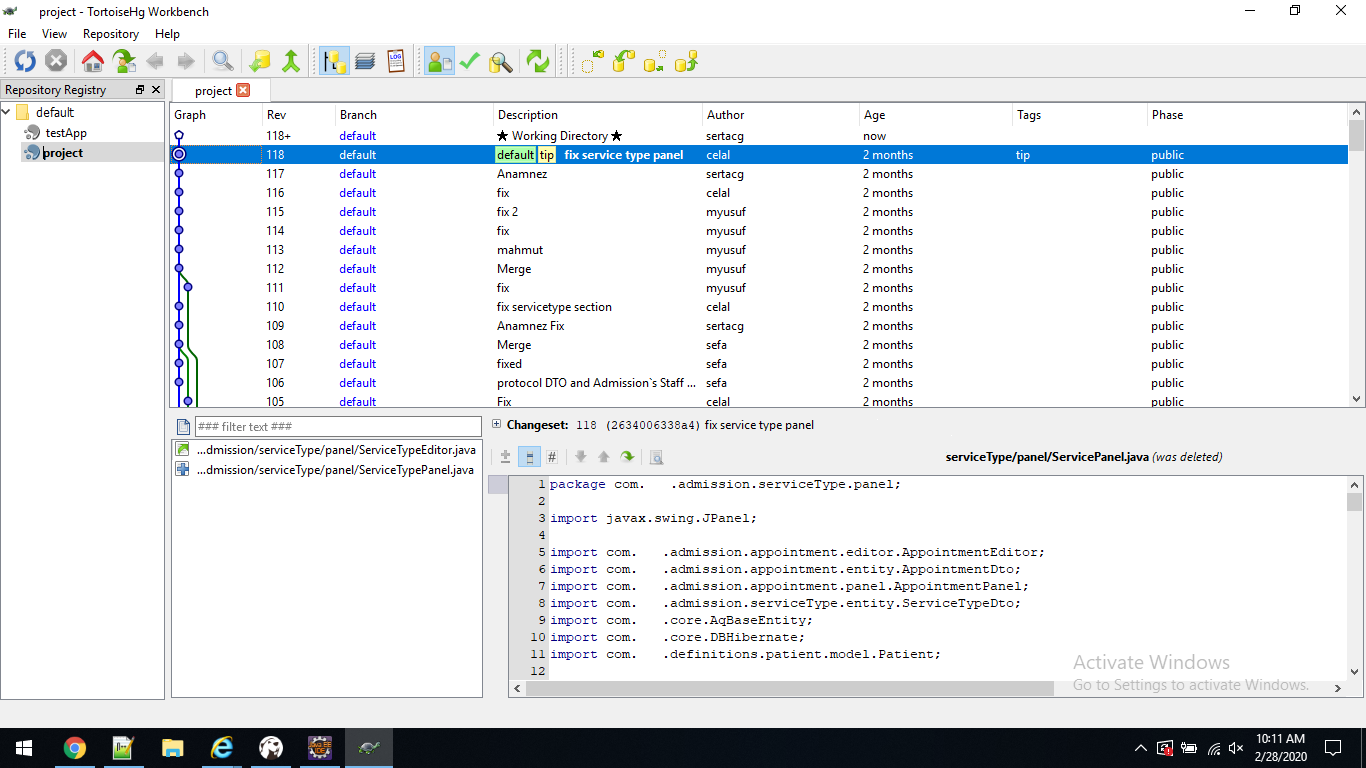 project - TortoiseHg Workbench
File View Repository Help
LOG
Repository Registry
project
default
testApp
project
Graph Rev Branch Description Author Age Tags Phase
118+ default ★ Working Directory ★ sertacg now
118 default default tip fix service type panel celal 2 months tip public
117 default Anamnez sertacg 2 months public
116 default fix celal 2 months public
115 default fix 2 myusuf 2 months public
114 default fix myusuf 2 months public
113 default mahmut myusuf 2 months public
112 default Merge myusuf 2 months public
111 default fix myusuf 2 months public
110 default fix servicetype section celal 2 months public
109 default Anamnez Fix sertacg 2 months public
108 default Merge sefa 2 months public
107 default fixed sefa 2 months public
106 default protocol DTO and Admission`s Staff ... sefa 2 months public
105 default Fix celal 2 months public
### filter text ###
...dmission/serviceType/panel/ServiceTypeEditor.java
...dmission/serviceType/panel/ServiceTypePanel.java
Changeset: 118 (2634006338a4) fix service type panel
#
serviceType/panel/ServicePanel.java (was deleted)
1 package com. .admission.serviceType.panel;
2
3 import javax.swing.JPanel;
4
5 import com. .admission.appointment.editor.AppointmentEditor;
6 import com. .admission.appointment.entity.AppointmentDto;
7 import com. .admission.appointment.panel.AppointmentPanel;
8 import com. .admission.serviceType.entity.ServiceTypeDto;
9 import com. .core.AqBaseEntity;
10 import com. .core.DBHibernate;
11 import com. .definitions.patient.model.Patient;
12
Activate Windows
Go to Settings to activate Windows.
10:11 AM
2/28/2020